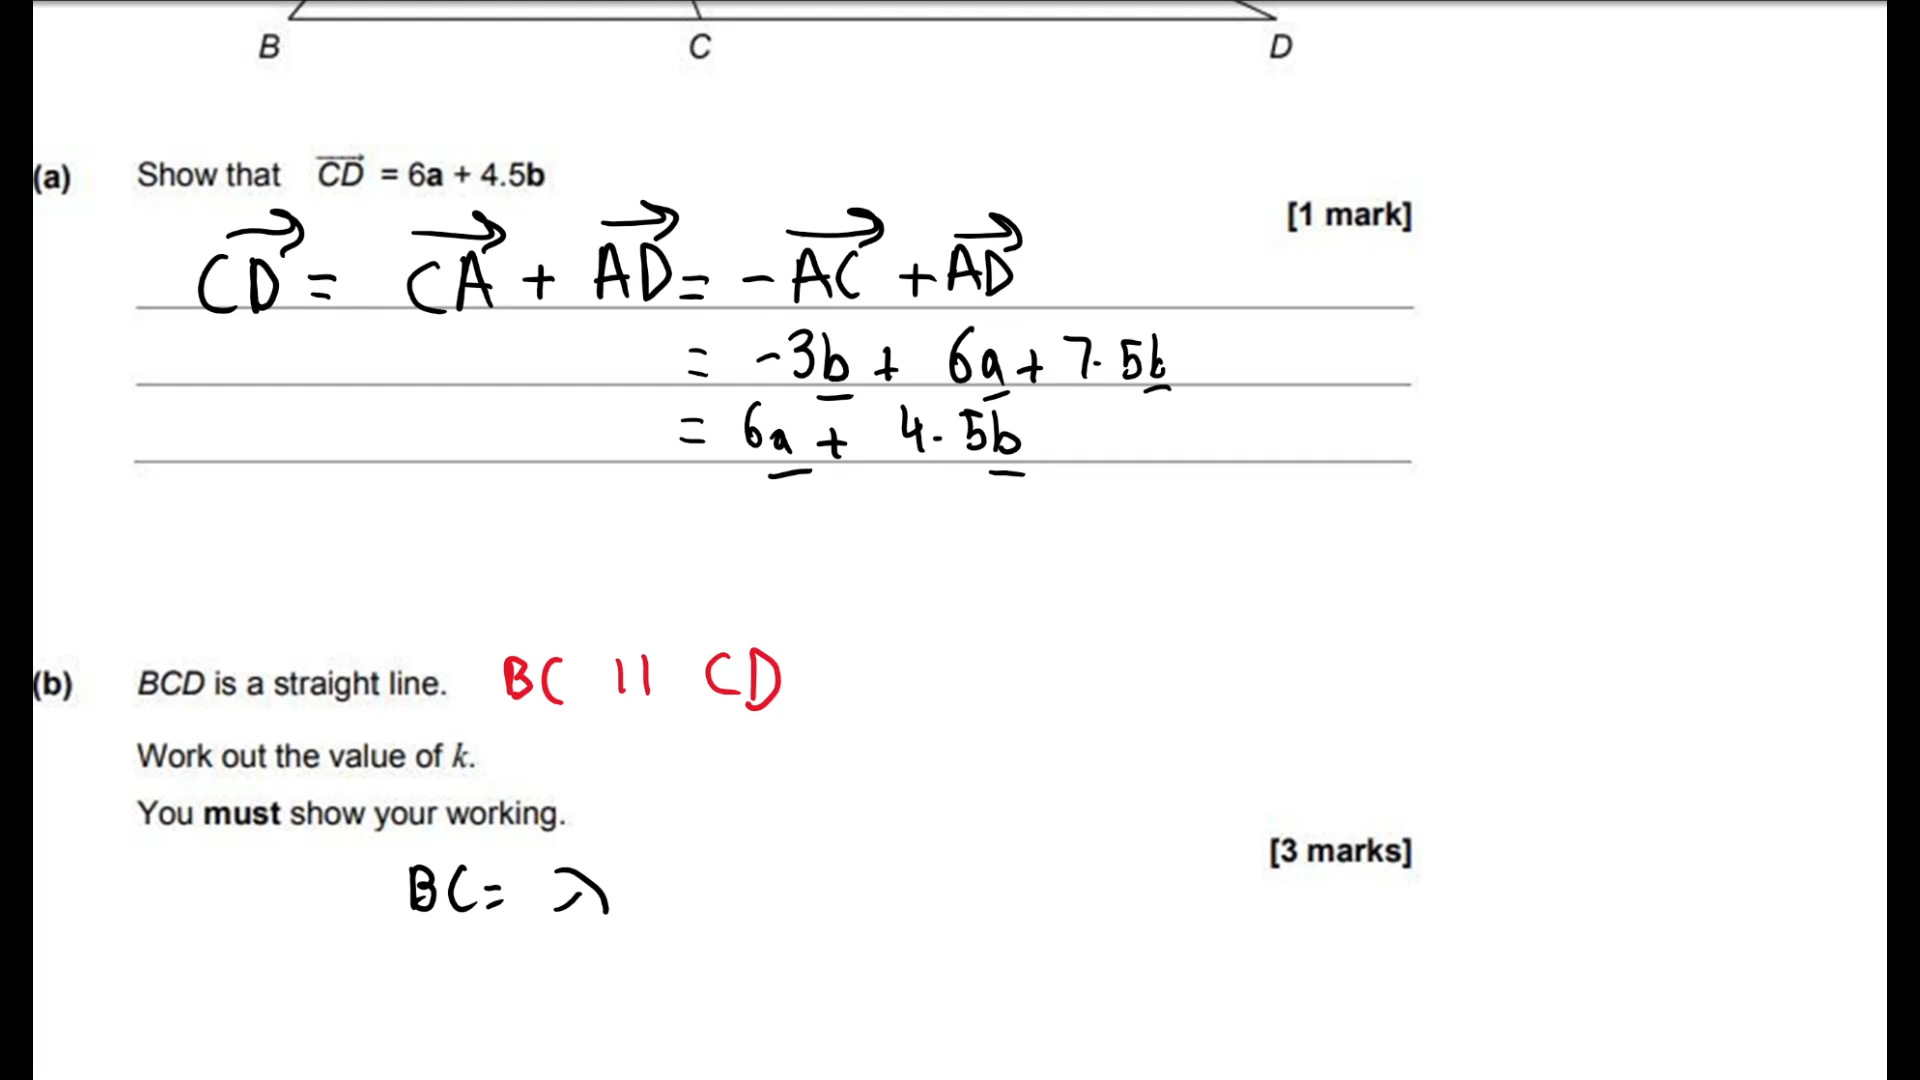 B C D
(a) Show that CD = 6a + 4.5b
[1 mark]
CD = CA + AD = -AC + AD
= -3b + 6a + 7.5b
= 6a + 4.5b
(b) BCD is a straight line. BC || CD
Work out the value of k.
You must show your working.
[3 marks]
BC = λ